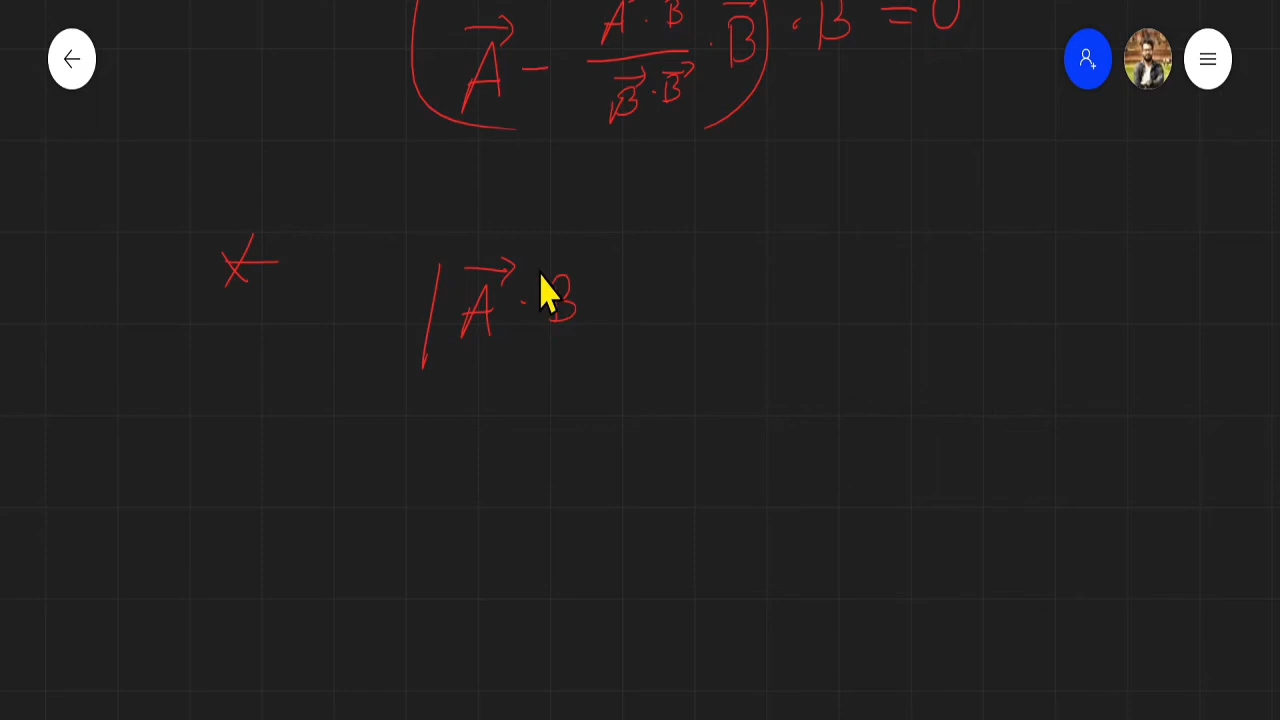 (A⃗ − (A⃗ · B⃗)/(B⃗ · B⃗) · B⃗) · B⃗ = 0
|A⃗ · B